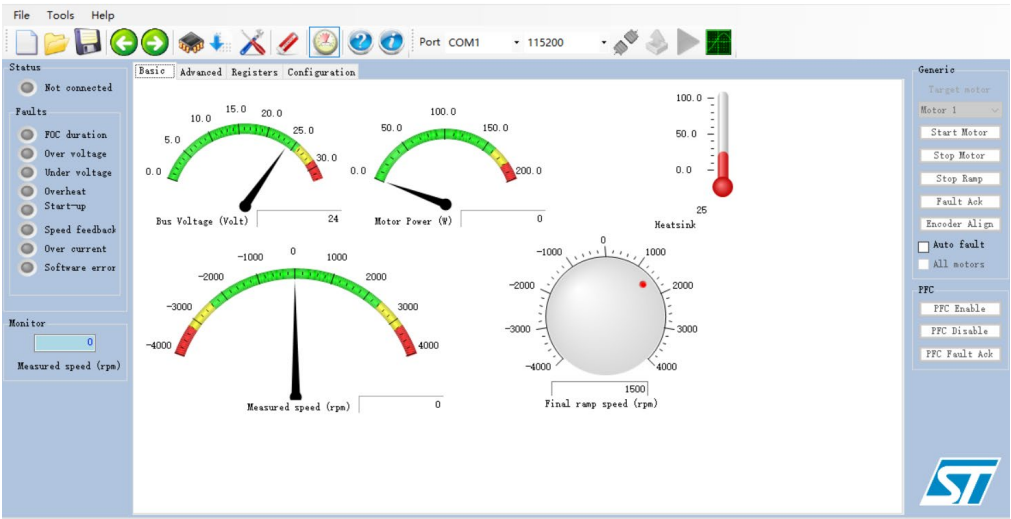 File Tools Help
Port COM1 115200
Status
Not connected
Faults
FOC duration
Over voltage
Under voltage
Overheat
Start-up
Speed feedback
Over current
Software error
Monitor
0
Measured speed (rpm)
Basic Advanced Registers Configuration
0.0 5.0 10.0 15.0 20.0 25.0 30.0
Bus Voltage (Volt) 24
0.0 50.0 100.0 150.0 200.0
Motor Power (W) 0
100.0
50.0
0.0
25
Heatsink
-4000 -3000 -2000 -1000 0 1000 2000 3000 4000
Measured speed (rpm) 0
-4000 -3000 -2000 -1000 0 1000 2000 3000 4000
1500
Final ramp speed (rpm)
Generic
Target motor
Motor 1
Start Motor
Stop Motor
Stop Ramp
Fault Ack
Encoder Align
Auto fault
All motors
PFC
PFC Enable
PFC Disable
PFC Fault Ack
ST